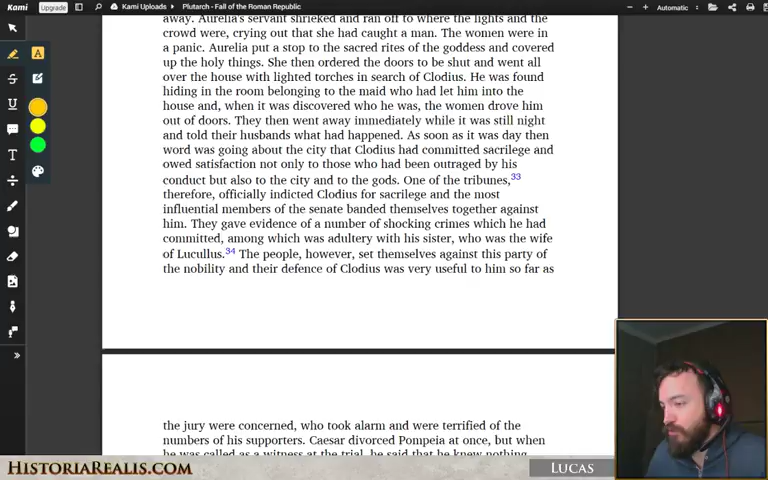 Kami
Upgrade
Kami Uploads
Plutarch - Fall of the Roman Republic
Automatic
away. Aurelia's servant shrieked and ran off to where the lights and the
crowd were, crying out that she had caught a man. The women were in
a panic. Aurelia put a stop to the sacred rites of the goddess and covered
up the holy things. She then ordered the doors to be shut and went all
over the house with lighted torches in search of Clodius. He was found
hiding in the room belonging to the maid who had let him into the
house and, when it was discovered who he was, the women drove him
out of doors. They then went away immediately while it was still night
and told their husbands what had happened. As soon as it was day then
word was going about the city that Clodius had committed sacrilege and
owed satisfaction not only to those who had been outraged by his
conduct but also to the city and to the gods. One of the tribunes,33
therefore, officially indicted Clodius for sacrilege and the most
influential members of the senate banded themselves together against
him. They gave evidence of a number of shocking crimes which he had
committed, among which was adultery with his sister, who was the wife
of Lucullus.34 The people, however, set themselves against this party of
the nobility and their defence of Clodius was very useful to him so far as
the jury were concerned, who took alarm and were terrified of the
numbers of his supporters. Caesar divorced Pompeia at once, but when
he was called as a witness at the trial, he said that he knew nothing
HISTORIAREALIS.COM
LUCAS